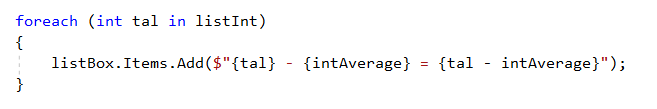 foreach (int tal in listInt)
{
listBox.Items.Add($"{tal} - {intAverage} = {tal - intAverage}");
}